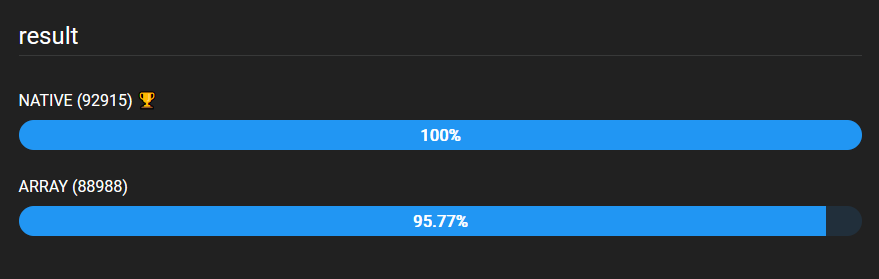 result
NATIVE (92915) 🏆
100%
ARRAY (88988)
95.77%